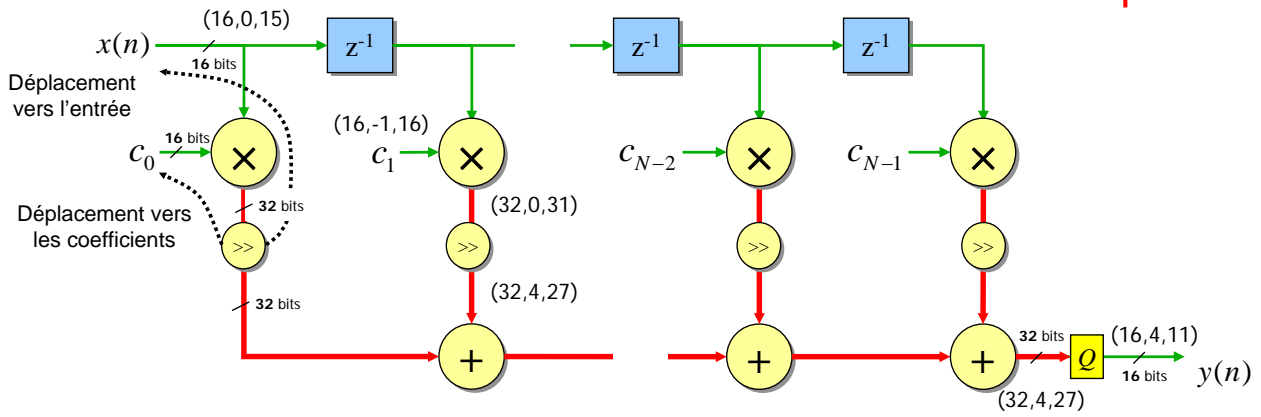 (16,0,15)
x(n)
16 bits
z-1
z-1
z-1
Déplacement
vers l'entrée
(16,-1,16)
16 bits
c0
×
c1
×
cN−2
×
cN−1
×
Déplacement vers
les coefficients
32 bits
(32,0,31)
>>
>>
>>
>>
32 bits
(32,4,27)
+
+
+
32 bits
Q
(16,4,11)
16 bits
y(n)
(32,4,27)